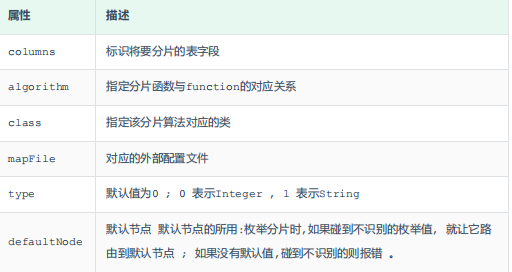 属性 描述
columns 标识将要分片的表字段
algorithm 指定分片函数与function的对应关系
class 指定该分片算法对应的类
mapFile 对应的外部配置文件
type 默认值为0 ; 0 表示Integer , 1 表示String
默认节点 默认节点的所用:枚举分片时,如果碰到不识别的枚举值, 就让它路
defaultNode 由到默认节点 ; 如果没有默认值,碰到不识别的则报错 。